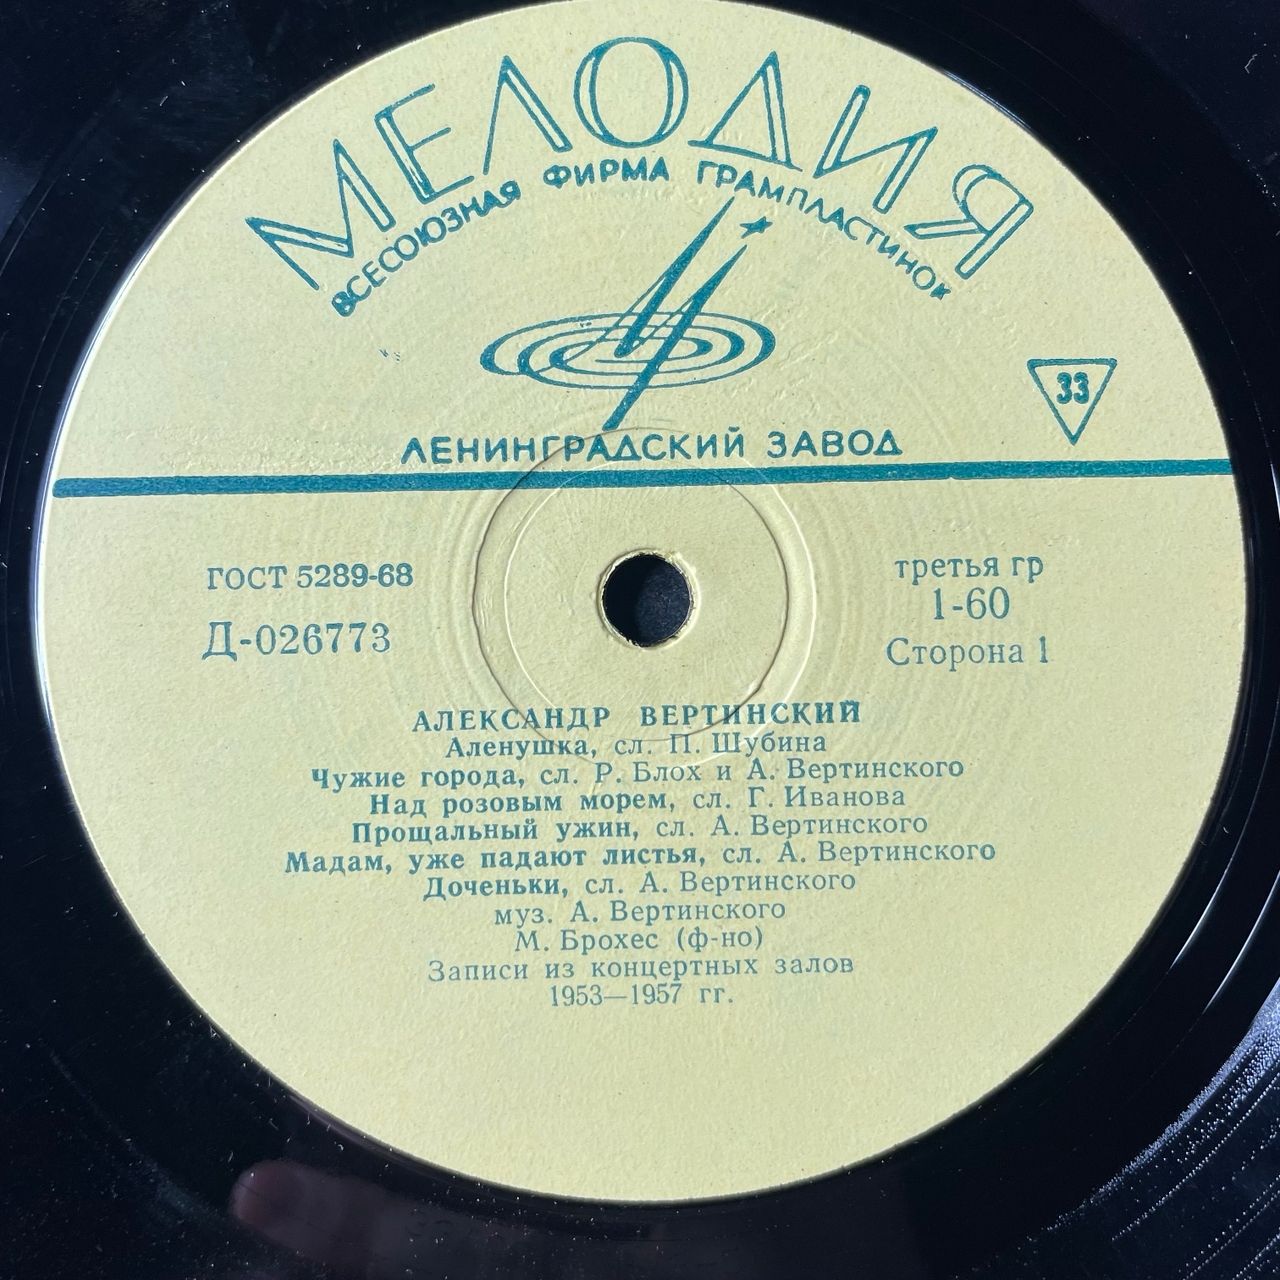 МЕЛОДИЯ
ВСЕСОЮЗНАЯ ФИРМА ГРАМПЛАСТИНОК
33
ЛЕНИНГРАДСКИЙ ЗАВОД
ГОСТ 5289-68
Д-026773
третья гр
1-60
Сторона 1
АЛЕКСАНДР ВЕРТИНСКИЙ
Аленушка, сл. П. Шубина
Чужие города, сл. Р. Блох и А. Вертинского
Над розовым морем, сл. Г. Иванова
Прощальный ужин, сл. А. Вертинского
Мадам, уже падают листья, сл. А. Вертинского
Доченьки, сл. А. Вертинского
муз. А. Вертинского
М. Брохес (ф-но)
Записи из концертных залов
1953—1957 гг.